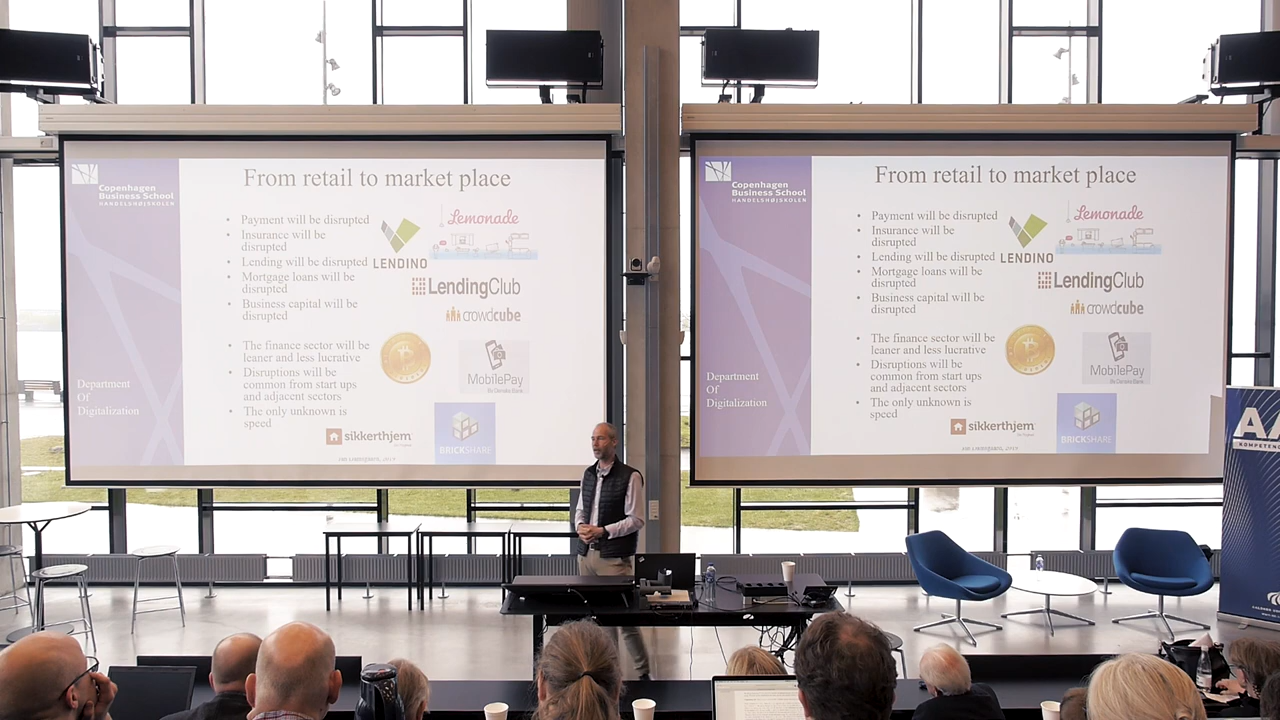 Copenhagen
Business School
HANDELSHØJSKOLEN
From retail to market place
• Payment will be disrupted
• Insurance will be
disrupted
• Lending will be disrupted
• Mortgage loans will be
disrupted
• Business capital will be
disrupted
• The finance sector will be
leaner and less lucrative
• Disruptions will be
common from start ups
and adjacent sectors
• The only unknown is
speed
Lemonade
LENDINO
LendingClub
crowdcube
MobilePay
By Danske Bank
sikkerthjem
BRICKSHARE
Department
Of
Digitalization
Copenhagen
Business School
HANDELSHØJSKOLEN
From retail to market place
• Payment will be disrupted
• Insurance will be
disrupted
• Lending will be disrupted
• Mortgage loans will be
disrupted
• Business capital will be
disrupted
• The finance sector will be
leaner and less lucrative
• Disruptions will be
common from start ups
and adjacent sectors
• The only unknown is
speed
Lemonade
LENDINO
LendingClub
crowdcube
MobilePay
By Danske Bank
sikkerthjem
BRICKSHARE
Department
Of
Digitalization